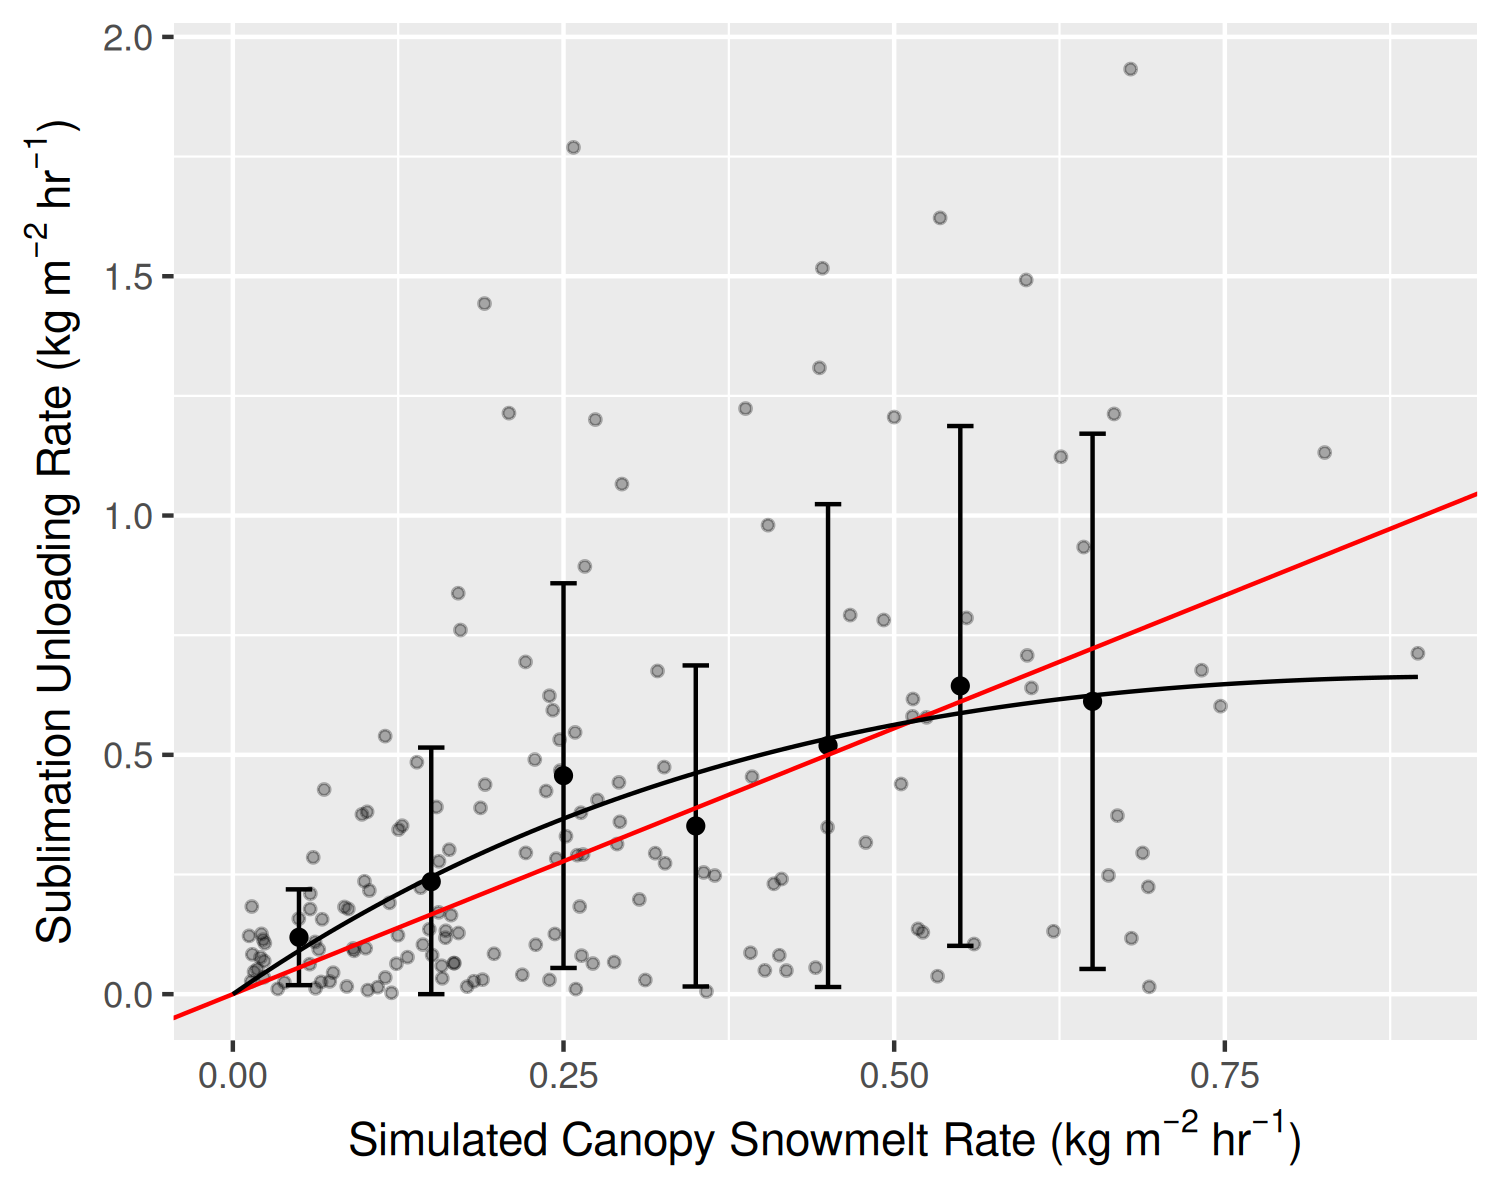 Sublimation Unloading Rate (kg m⁻² hr⁻¹)
2.0
1.5
1.0
0.5
0.0
0.00 0.25 0.50 0.75
Simulated Canopy Snowmelt Rate (kg m⁻² hr⁻¹)